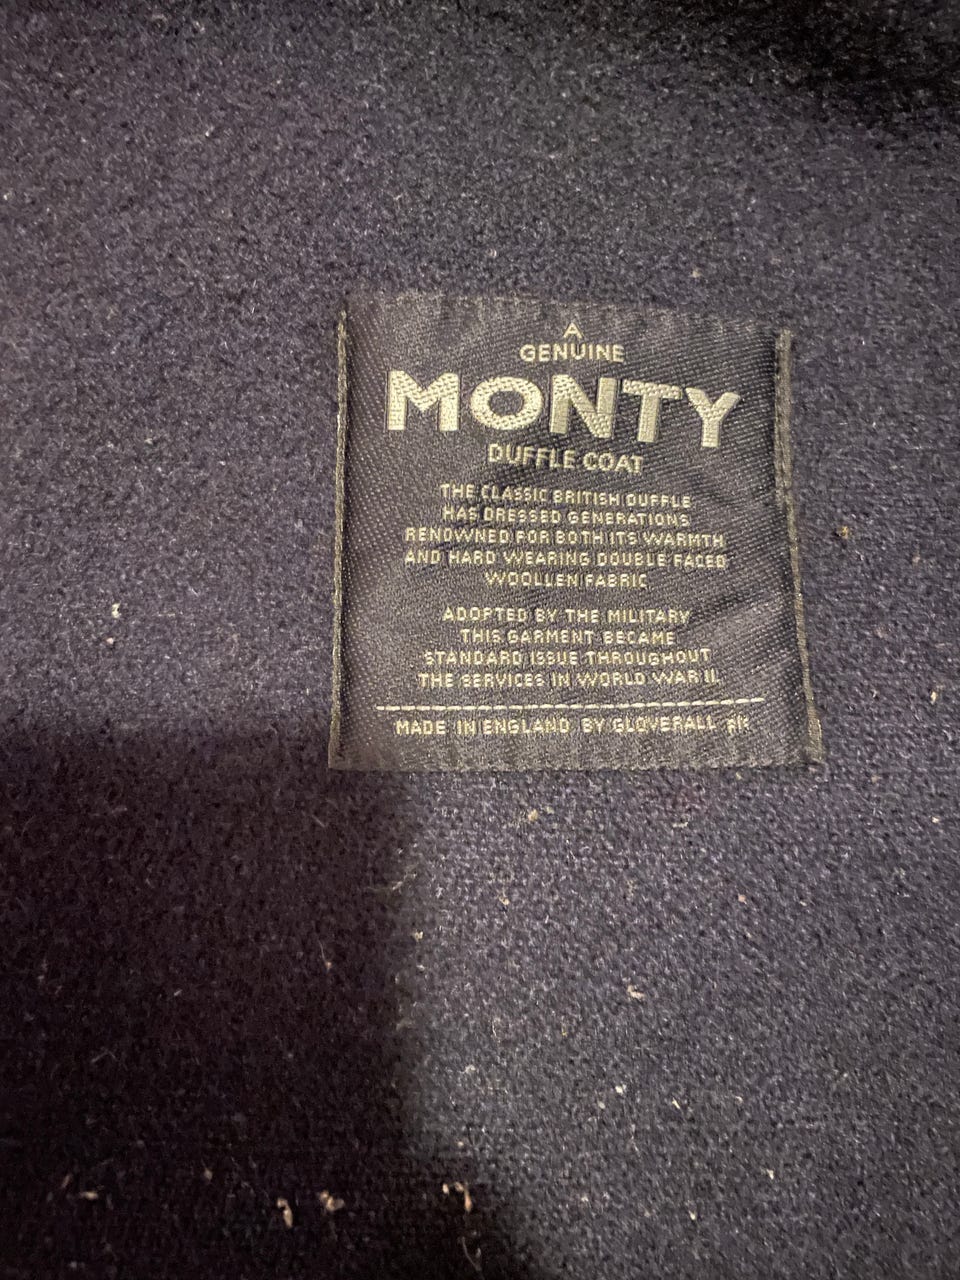 A
GENUINE
MONTY
DUFFLE COAT
THE CLASSIC BRITISH DUFFLE
HAS DRESSED GENERATIONS
RENOWNED FOR BOTH ITS WARMTH
AND HARD WEARING DOUBLE FACED
WOOLLEN FABRIC
ADOPTED BY THE MILITARY
THIS GARMENT BECAME
STANDARD ISSUE THROUGHOUT
THE SERVICES IN WORLD WAR II.
MADE IN ENGLAND BY GLOVERALL